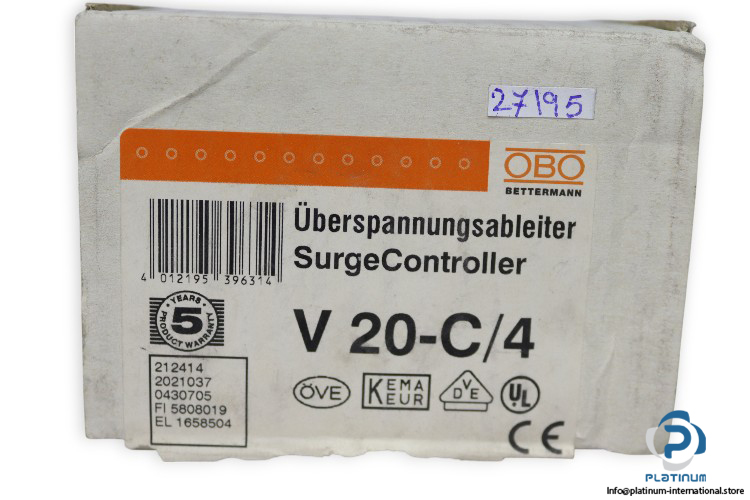 27195
OBO
BETTERMANN
Überspannungsableiter
SurgeController
4 012195 396314
YEARS
5
PRODUCT WARRANTY
V 20-C/4
212414
2021037
0430705
FI 5808019
EL 1658504
ÖVE
KEMA
KEUR
VDE
UL
CE
PLATINUM
Info@platinum-international.store